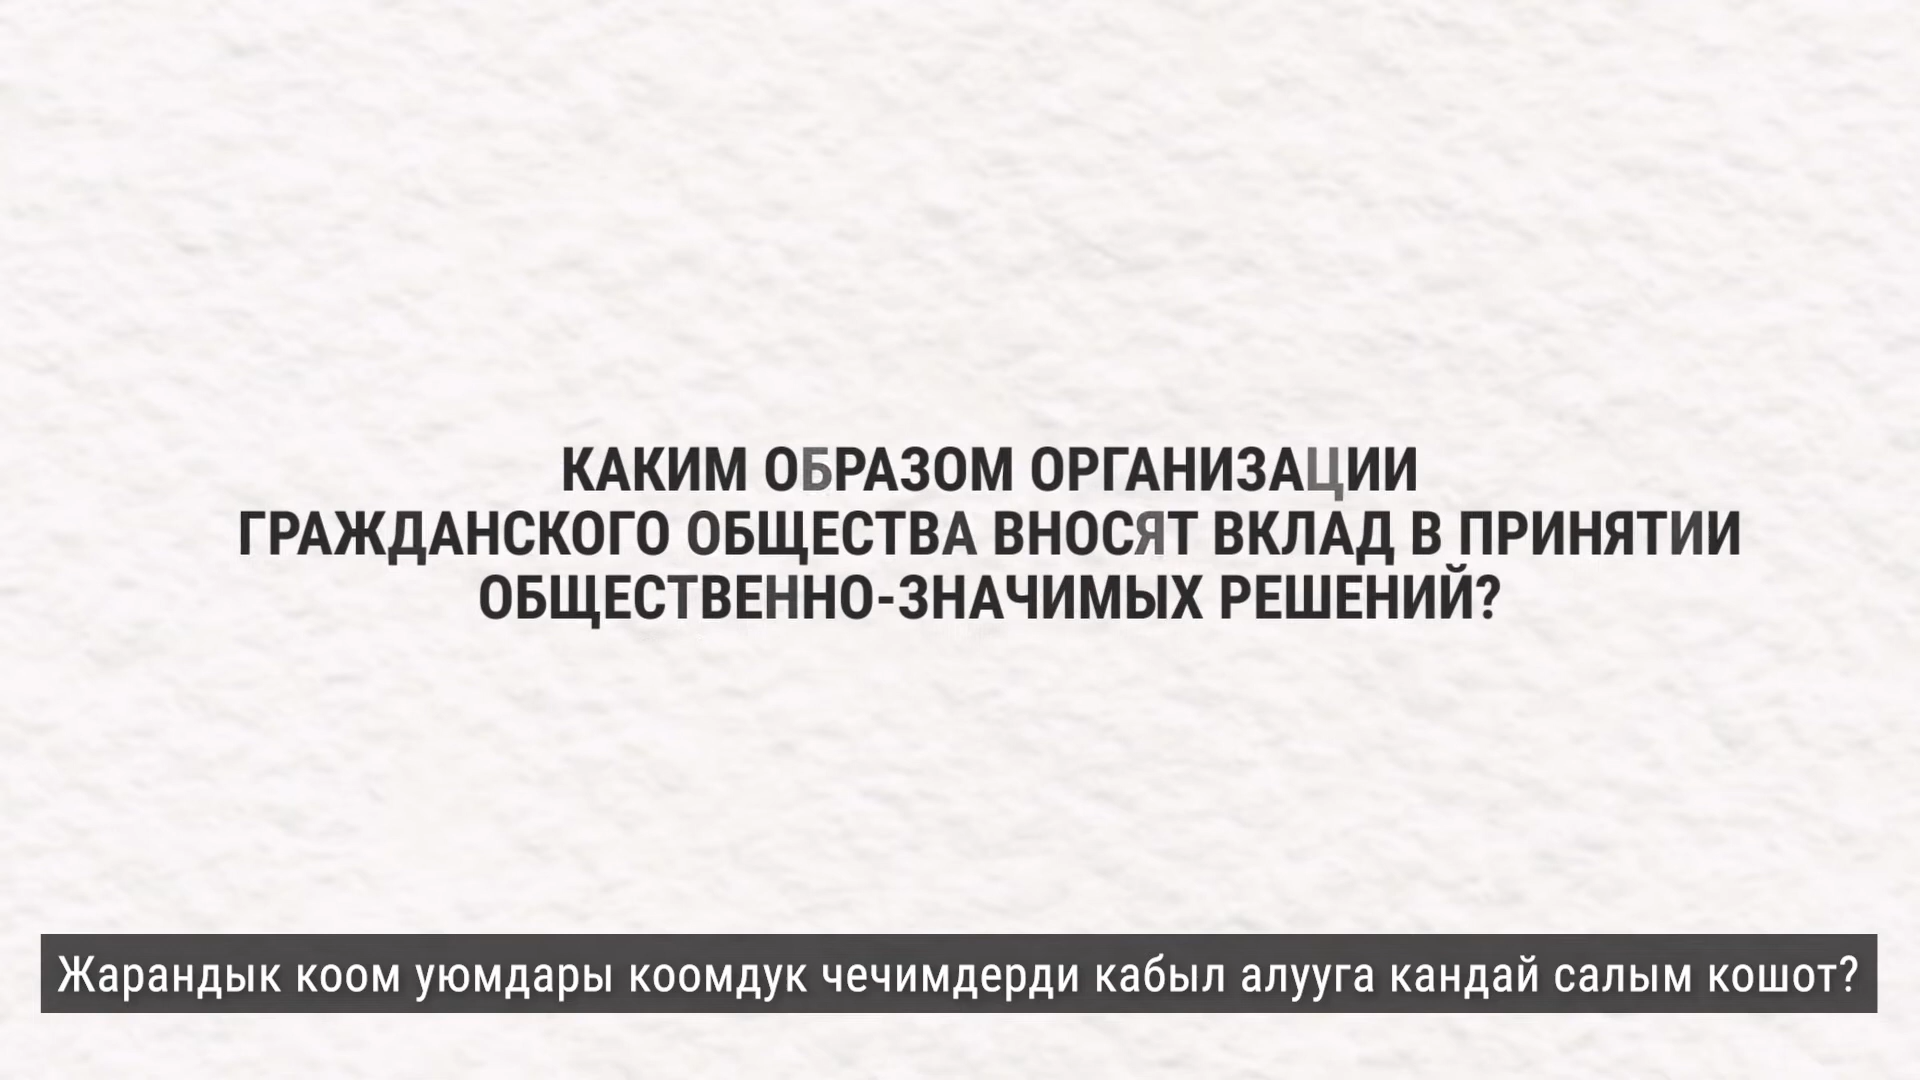 КАКИМ ОБРАЗОМ ОРГАНИЗАЦИИ
ГРАЖДАНСКОГО ОБЩЕСТВА ВНОСЯТ ВКЛАД В ПРИНЯТИИ
ОБЩЕСТВЕННО-ЗНАЧИМЫХ РЕШЕНИЙ?
Жарандык коом уюмдары коомдук чечимдерди кабыл алууга кандай салым кошот?